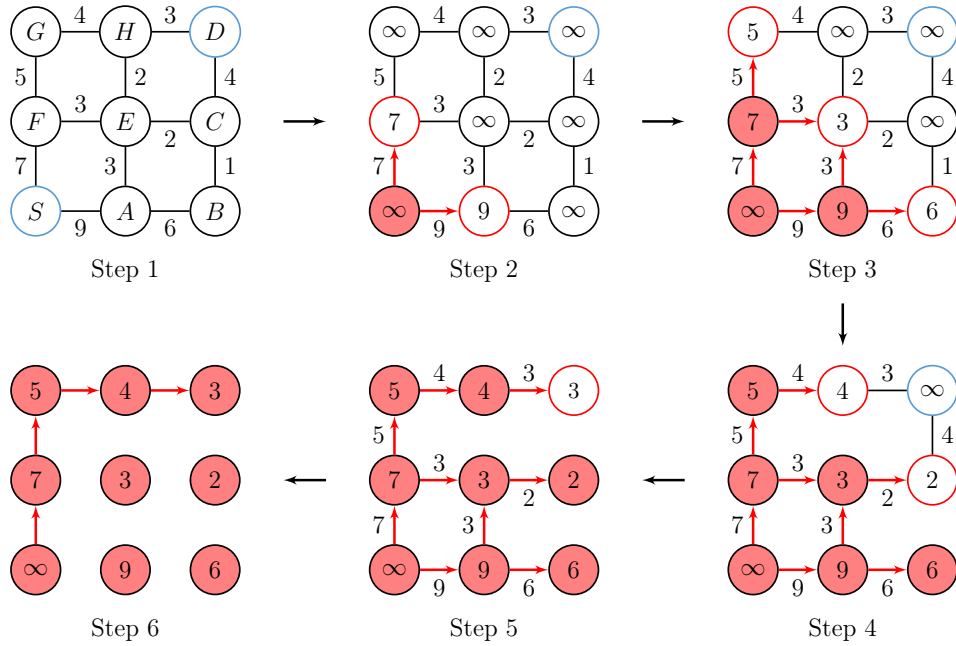 G 4 H 3 D
5 2 4
F 3 E 2 C
7 3 1
S 9 A 6 B
Step 1
∞ 4 ∞ 3 ∞
5 2 4
7 3 ∞ 2 ∞
7 3 1
∞ 9 9 6 ∞
Step 2
5 4 ∞ 3 ∞
5 2 4
7 3 3 2 ∞
7 3 1
∞ 9 9 6 6
Step 3
5 4 4 3 ∞
5 4
7 3 3 2 2
7 3
∞ 9 9 6 6
Step 4
5 4 4 3 3
5
7 3 3 2 2
7 3
∞ 9 9 6 6
Step 5
5 4 3
7 3 2
∞ 9 6
Step 6